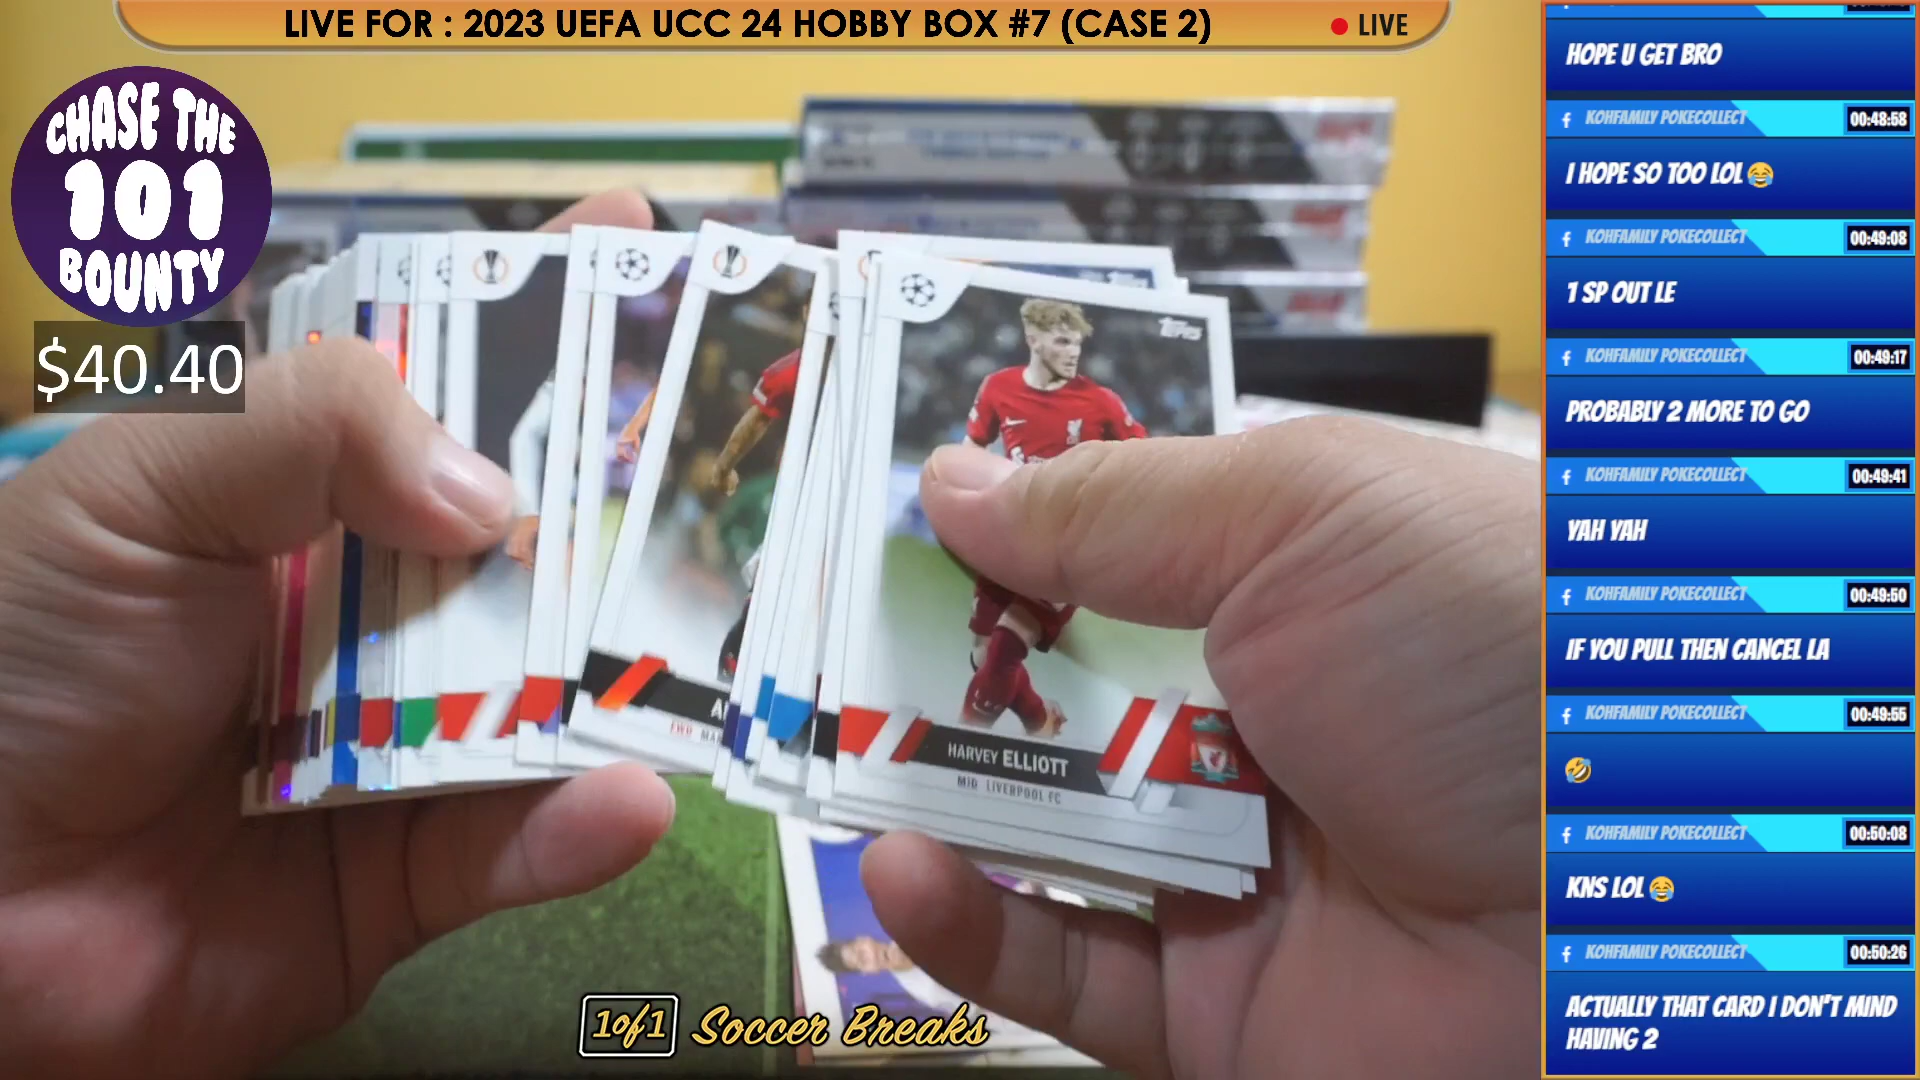 LIVE FOR : 2023 UEFA UCC 24 HOBBY BOX #7 (CASE 2)
LIVE
CHASE THE
101
BOUNTY
$40.40
Topps
HARVEY ELLIOTT
MID LIVERPOOL FC
FWD
1of1 Soccer Breaks
HOPE U GET BRO
KOHFAMILY POKECOLLECT 00:48:58
I HOPE SO TOO LOL 😂
KOHFAMILY POKECOLLECT 00:49:08
1 SP OUT LE
KOHFAMILY POKECOLLECT 00:49:17
PROBABLY 2 MORE TO GO
KOHFAMILY POKECOLLECT 00:49:41
YAH YAH
KOHFAMILY POKECOLLECT 00:49:50
IF YOU PULL THEN CANCEL LA
KOHFAMILY POKECOLLECT 00:49:55
🤣
KOHFAMILY POKECOLLECT 00:50:08
KNS LOL 😂
KOHFAMILY POKECOLLECT 00:50:26
ACTUALLY THAT CARD I DON'T MIND
HAVING 2